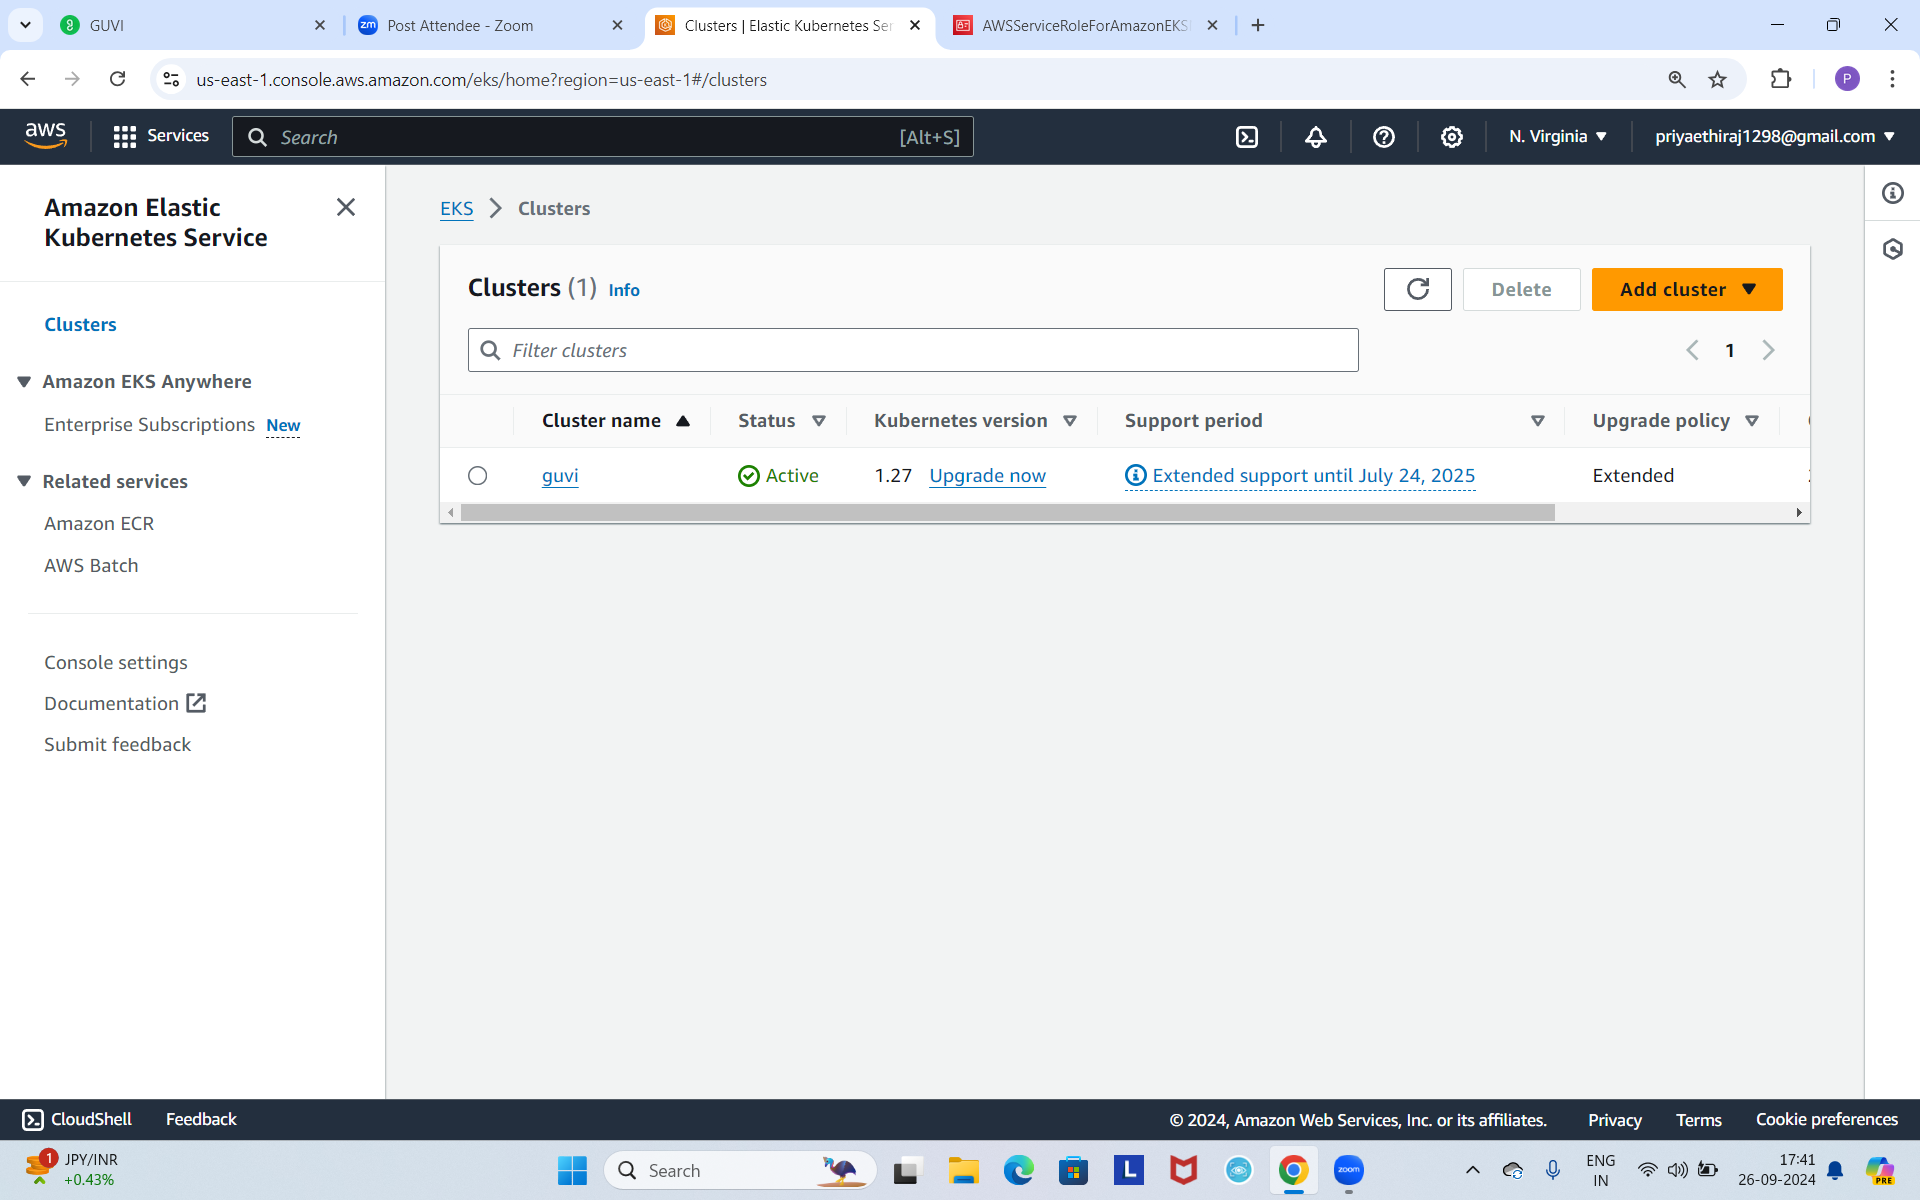 GUVI
Post Attendee - Zoom
Clusters | Elastic Kubernetes Ser
AWSServiceRoleForAmazonEKS
us-east-1.console.aws.amazon.com/eks/home?region=us-east-1#/clusters
P
aws
Services
Search
[Alt+S]
N. Virginia
priyaethiraj1298@gmail.com
Amazon Elastic
Kubernetes Service
Clusters
Amazon EKS Anywhere
Enterprise Subscriptions New
Related services
Amazon ECR
AWS Batch
Console settings
Documentation
Submit feedback
EKS > Clusters
Clusters (1) Info
Delete
Add cluster
Filter clusters
1
Cluster name Status Kubernetes version Support period Upgrade policy
guvi Active 1.27 Upgrade now Extended support until July 24, 2025 Extended
CloudShell Feedback
© 2024, Amazon Web Services, Inc. or its affiliates. Privacy Terms Cookie preferences
1
JPY/INR
+0.43%
zm
Search
L
zoom
ENG
IN
17:41
26-09-2024
PRE